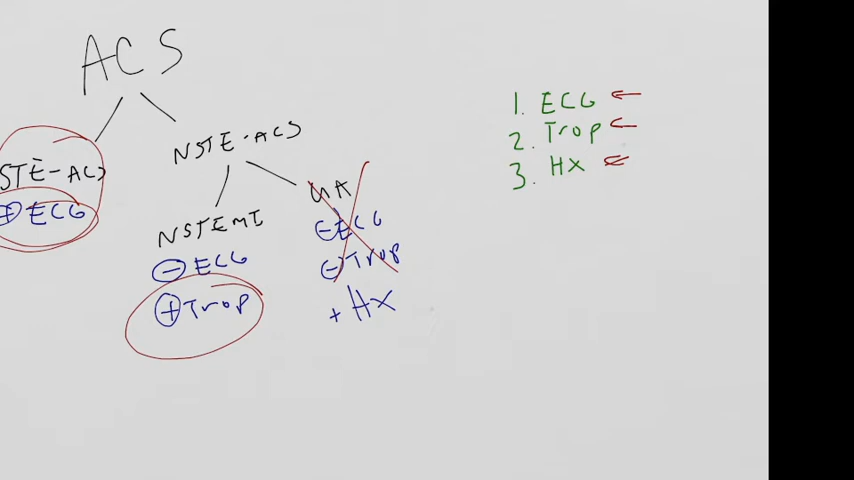 ACS
STE-ACS
⊕ ECG
NSTE-ACS
NSTEMI
⊖ ECG
⊕ Trop
UA
⊖ ECG
⊖ Trop
+ HX
1. ECG ←
2. Trop ←
3. HX ←